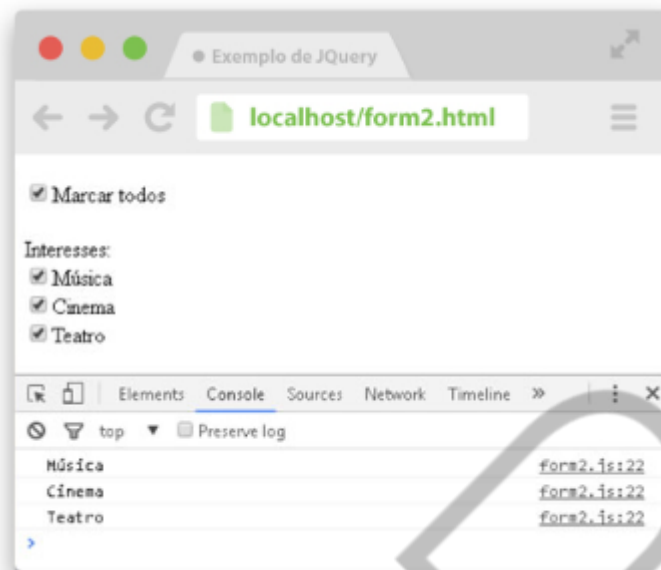 Exemplo de JQuery
localhost/form2.html
Marcar todos
Interesses:
Música
Cinema
Teatro
Elements Console Sources Network Timeline »
top ▼ Preserve log
Música form2.js:22
Cinema form2.js:22
Teatro form2.js:22
>